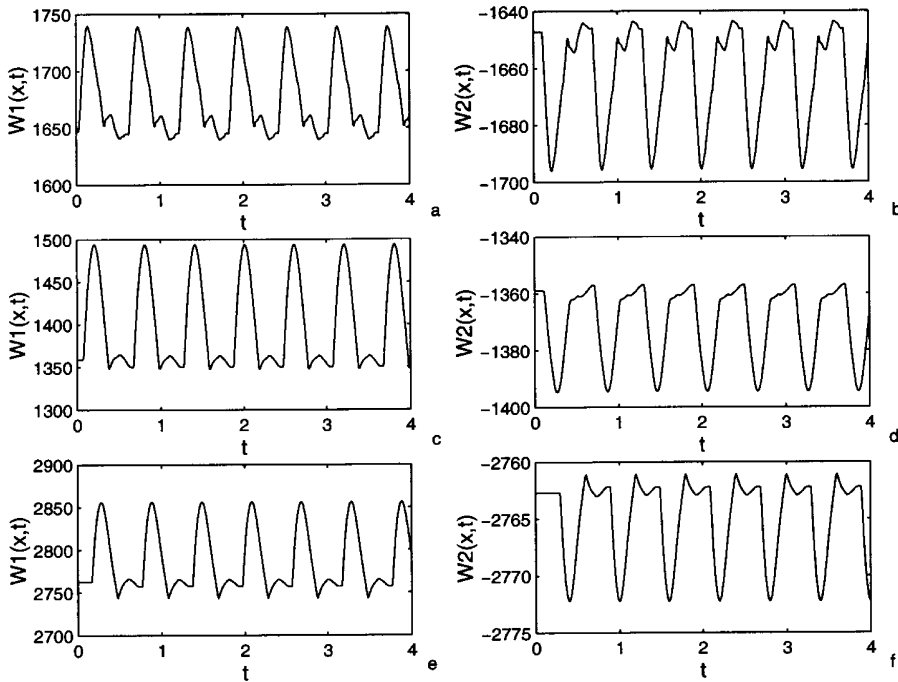 1750
1700
1650
1600
W1(x,t)
0 1 2 3 4
t
a
−1640
−1660
−1680
−1700
W2(x,t)
0 1 2 3 4
t
b
1500
1450
1400
1350
1300
W1(x,t)
0 1 2 3 4
t
c
−1340
−1360
−1380
−1400
W2(x,t)
0 1 2 3 4
t
d
2900
2850
2800
2750
2700
W1(x,t)
0 1 2 3 4
t
e
−2760
−2765
−2770
−2775
W2(x,t)
0 1 2 3 4
t
f